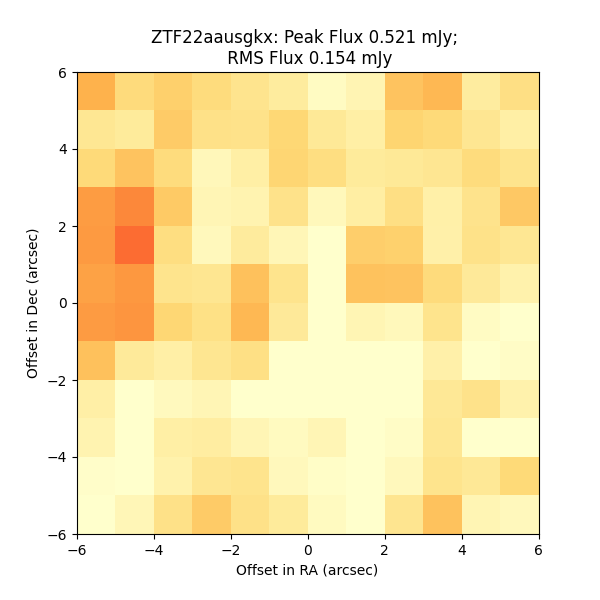 ZTF22aausgkx: Peak Flux 0.521 mJy;
RMS Flux 0.154 mJy
6
4
2
0
−2
−4
−6
Offset in Dec (arcsec)
−6 −4 −2 0 2 4 6
Offset in RA (arcsec)